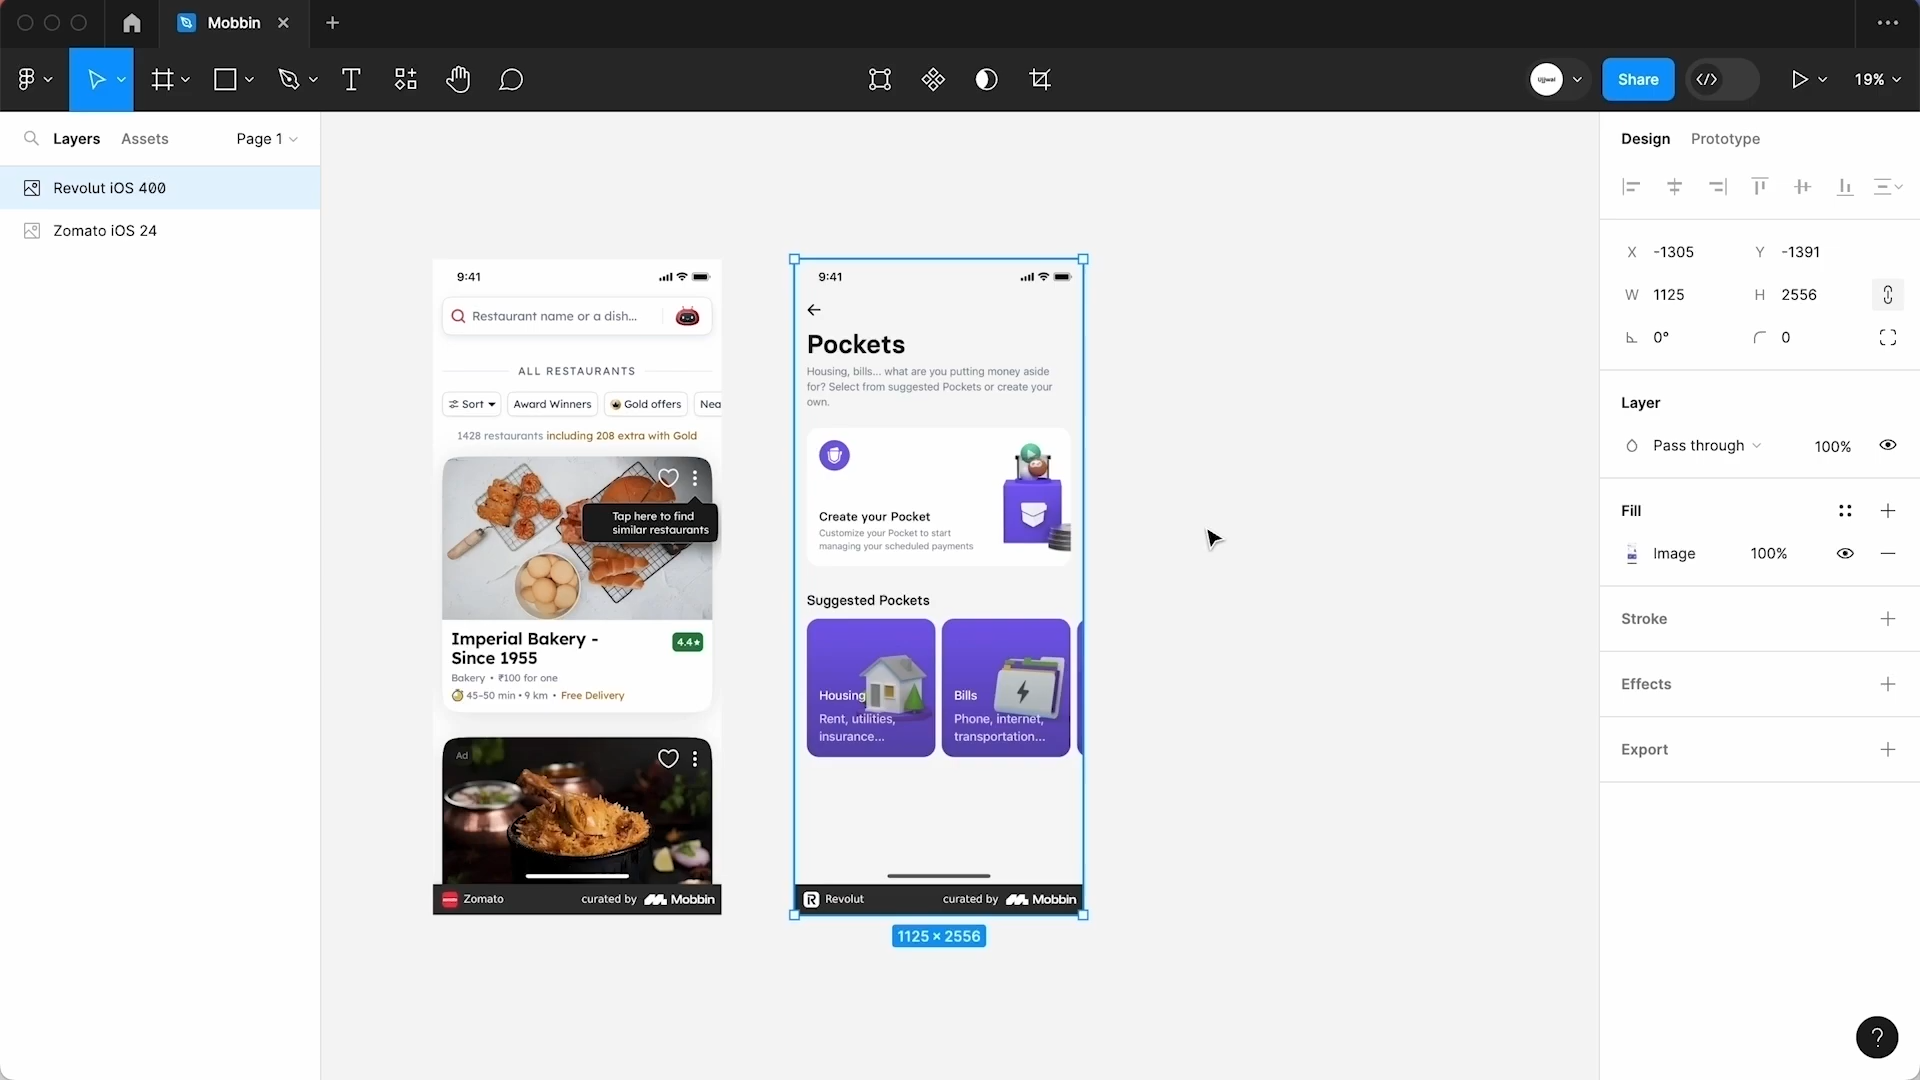 Mobbin
Ujjwal
Share
19%
Layers
Assets
Page 1
Revolut iOS 400
Zomato iOS 24
9:41
Restaurant name or a dish...
ALL RESTAURANTS
Sort
Award Winners
Gold offers
Nea
1428 restaurants including 208 extra with Gold
Tap here to find
similar restaurants
Imperial Bakery -
Since 1955
4.4★
Bakery • ₹100 for one
45-50 min • 9 km • Free Delivery
Ad
Zomato
curated by Mobbin
9:41
Pockets
Housing, bills... what are you putting money aside
for? Select from suggested Pockets or create your
own.
Create your Pocket
Customize your Pocket to start
managing your scheduled payments
Suggested Pockets
Housing
Rent, utilities,
insurance...
Bills
Phone, internet,
transportation...
R Revolut
curated by Mobbin
1125 × 2556
Design
Prototype
X -1305
Y -1391
W 1125
H 2556
0°
0
Layer
Pass through
100%
Fill
Image
100%
Stroke
Effects
Export
?